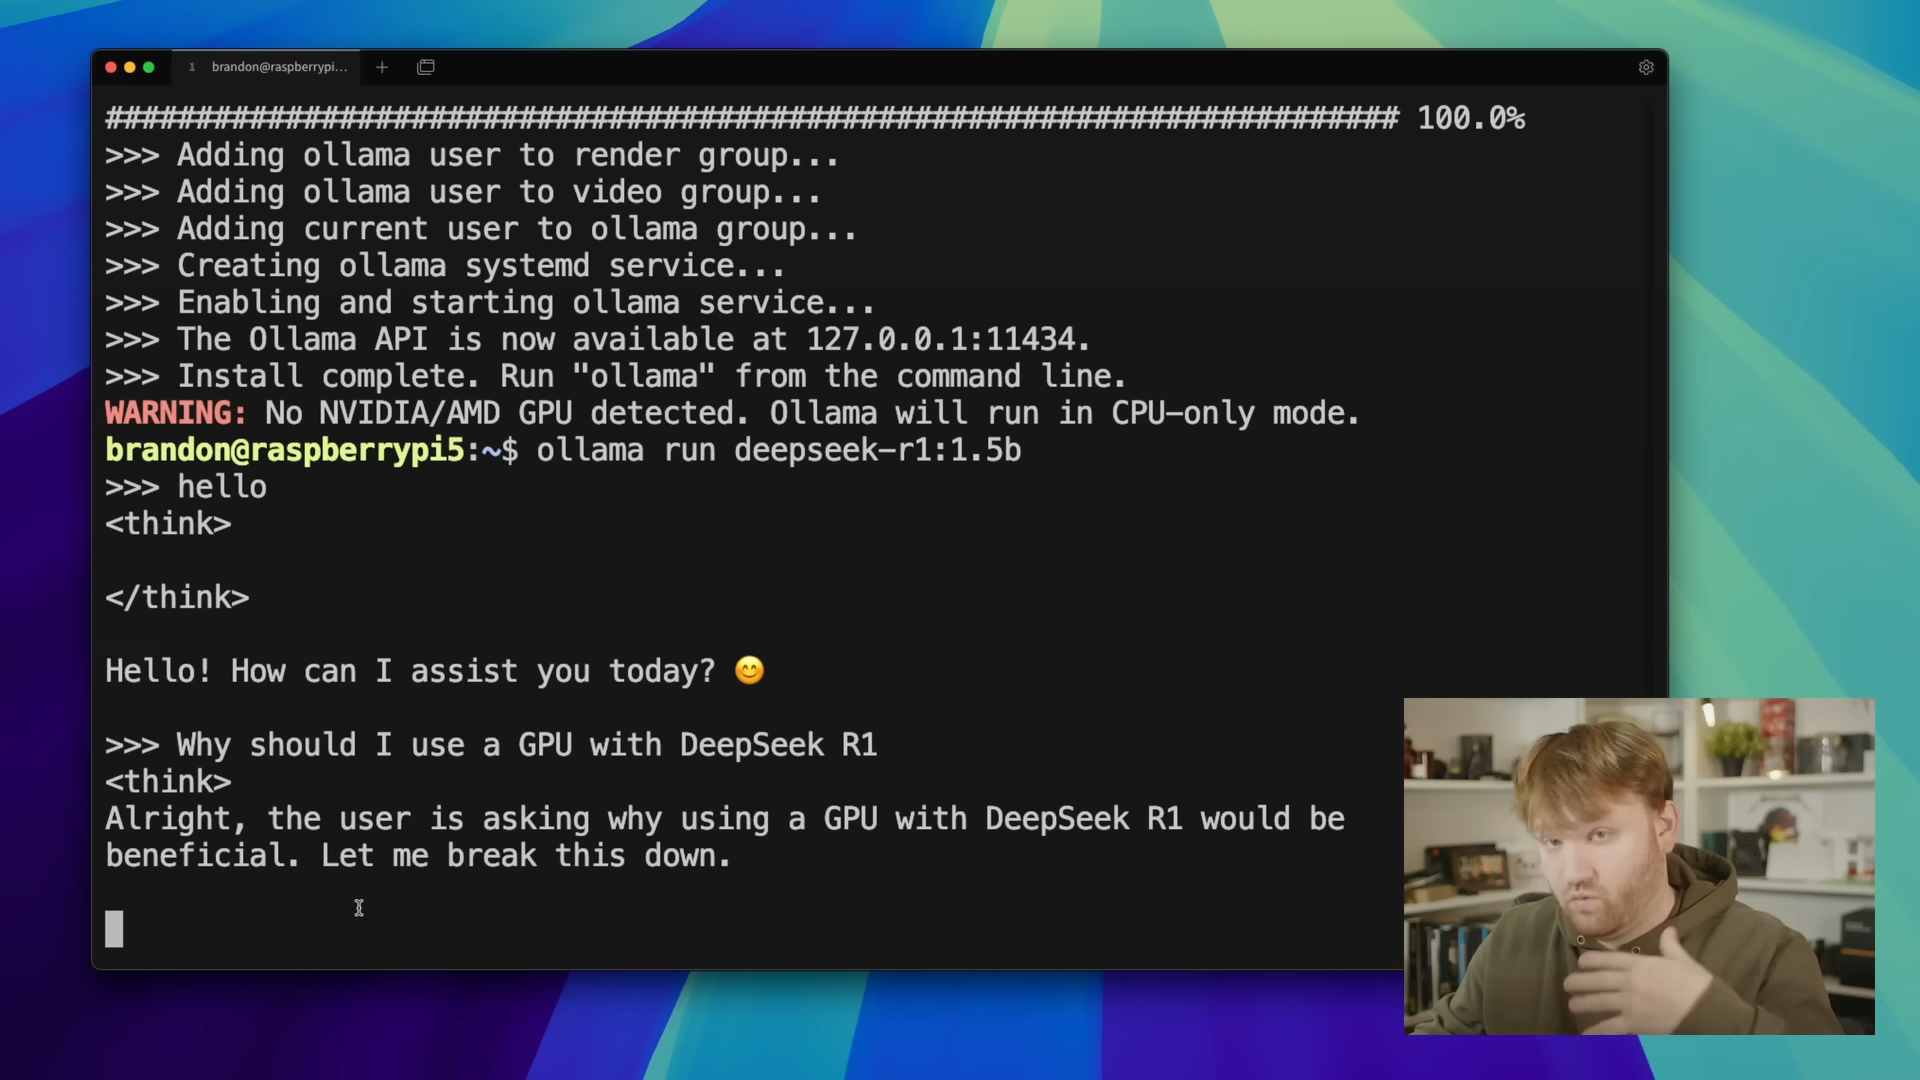 1 brandon@raspberrypi...
######################################################################## 100.0%
>>> Adding ollama user to render group...
>>> Adding ollama user to video group...
>>> Adding current user to ollama group...
>>> Creating ollama systemd service...
>>> Enabling and starting ollama service...
>>> The Ollama API is now available at 127.0.0.1:11434.
>>> Install complete. Run "ollama" from the command line.
WARNING: No NVIDIA/AMD GPU detected. Ollama will run in CPU-only mode.
brandon@raspberrypi5:~$ ollama run deepseek-r1:1.5b
>>> hello
<think>
</think>
Hello! How can I assist you today? 😊
>>> Why should I use a GPU with DeepSeek R1
<think>
Alright, the user is asking why using a GPU with DeepSeek R1 would be
beneficial. Let me break this down.